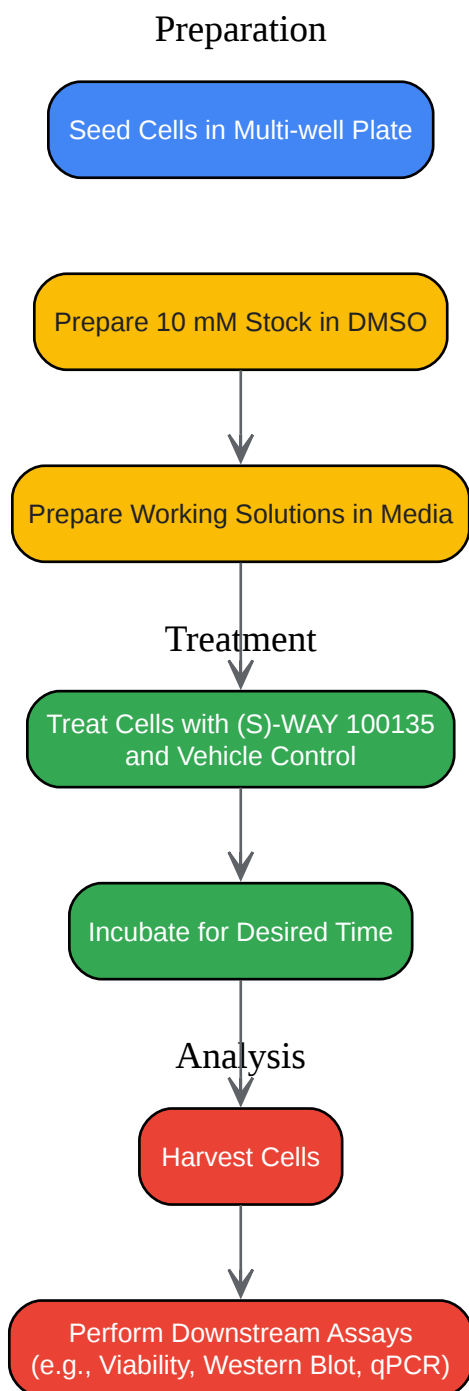 Preparation
Seed Cells in Multi-well Plate
Prepare 10 mM Stock in DMSO
Prepare Working Solutions in Media
Treatment
Treat Cells with (S)-WAY 100135
and Vehicle Control
Incubate for Desired Time
Analysis
Harvest Cells
Perform Downstream Assays
(e.g., Viability, Western Blot, qPCR)